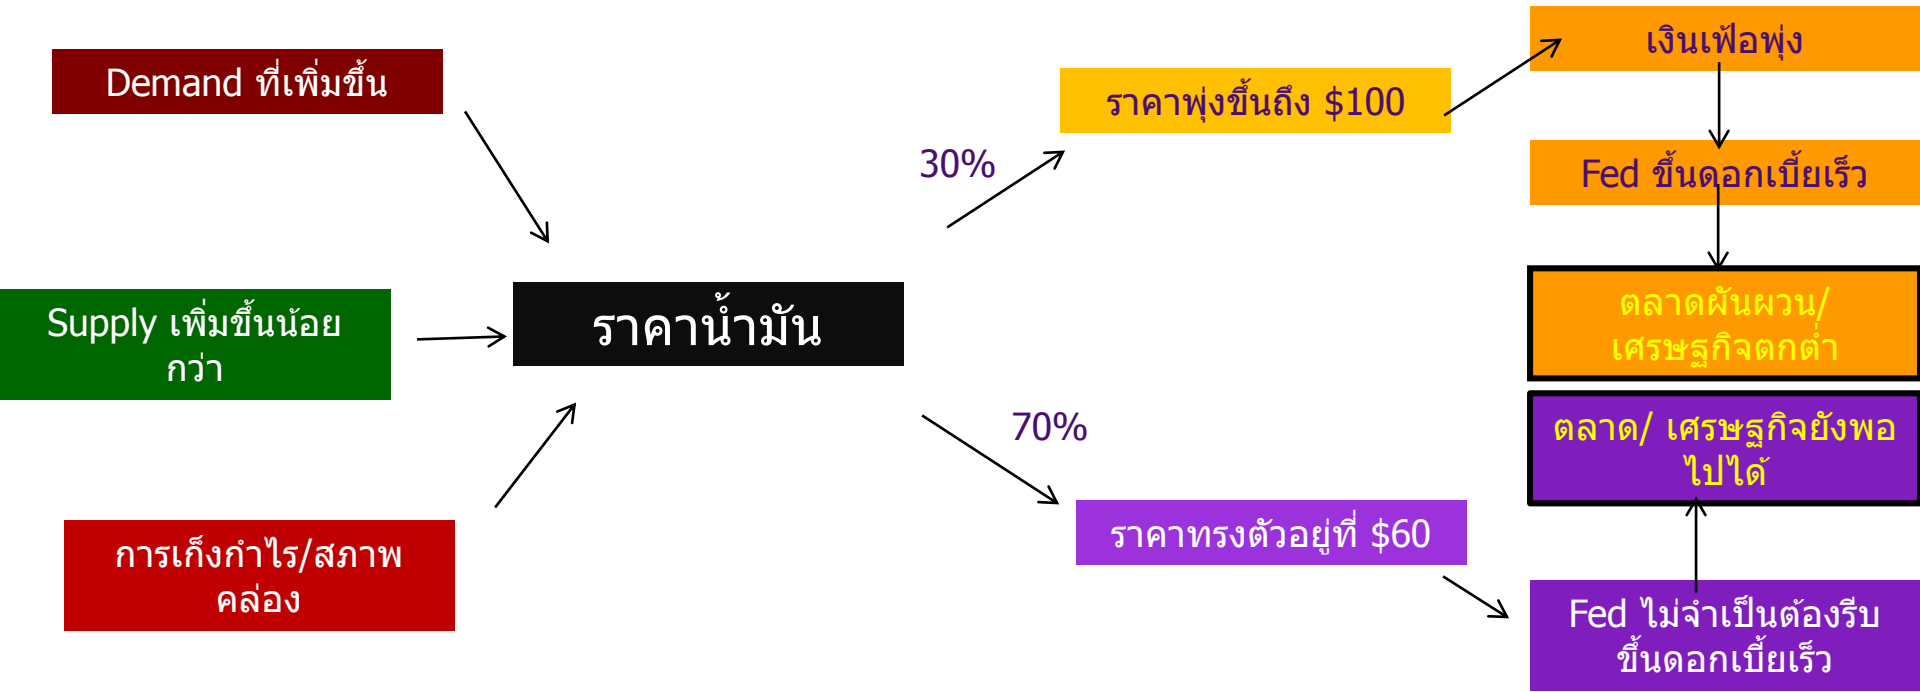 Demand ที่เพิ่มขึ้น
Supply เพิ่มขึ้นน้อย
กว่า
การเก็งกำไร/สภาพ
คล่อง
ราคาน้ำมัน
30%
ราคาพุ่งขึ้นถึง $100
เงินเฟ้อพุ่ง
Fed ขึ้นดอกเบี้ยเร็ว
ตลาดผันผวน/
เศรษฐกิจตกต่ำ
70%
ราคาทรงตัวอยู่ที่ $60
ตลาด/ เศรษฐกิจยังพอ
ไปได้
Fed ไม่จำเป็นต้องรีบ
ขึ้นดอกเบี้ยเร็ว